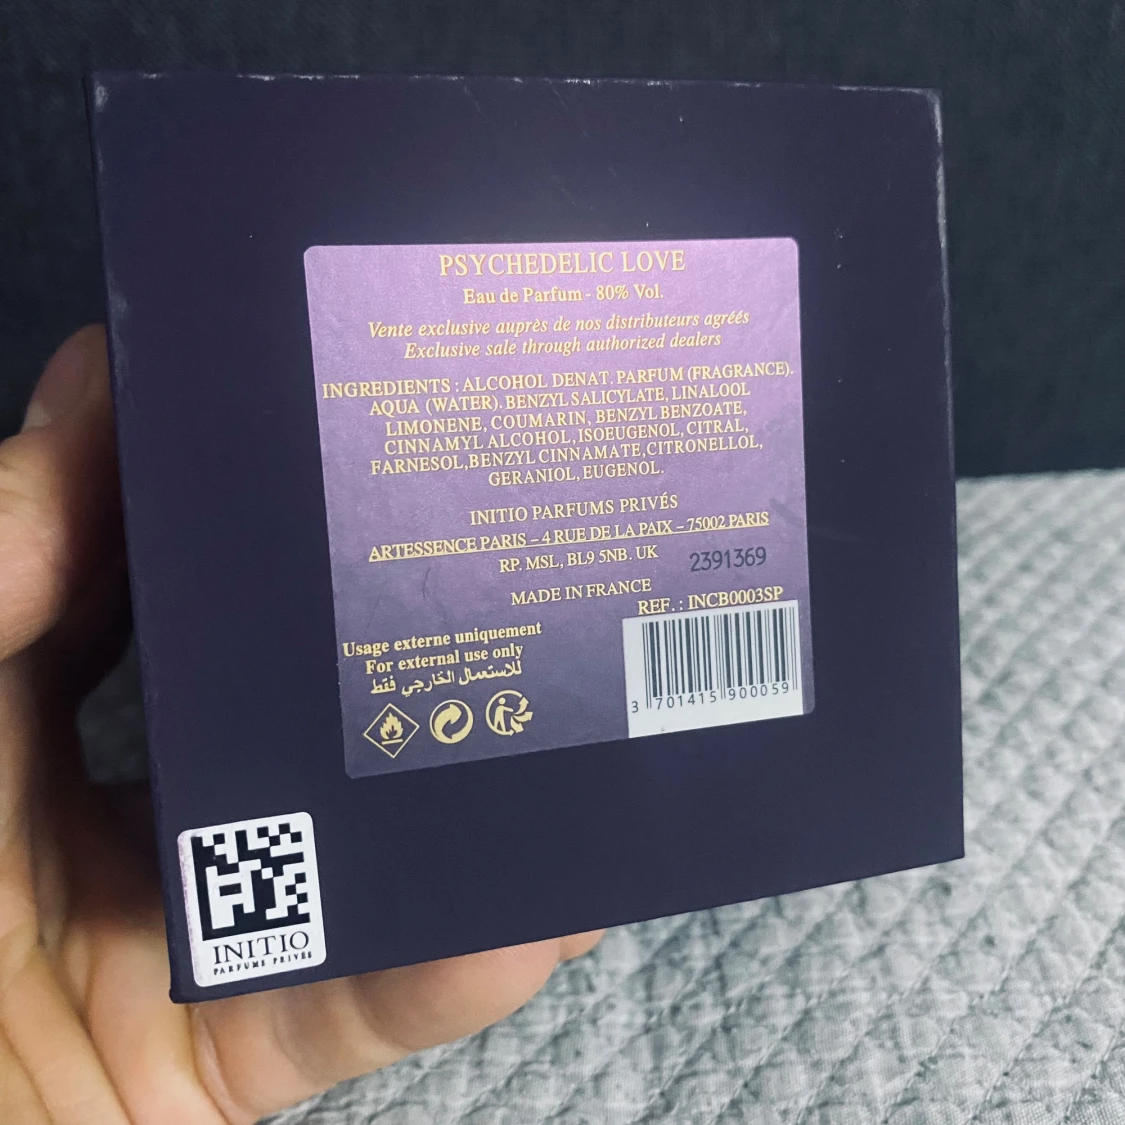 PSYCHEDELIC LOVE
Eau de Parfum - 80% Vol.
Vente exclusive auprès de nos distributeurs agréés
Exclusive sale through authorized dealers
INGREDIENTS : ALCOHOL DENAT. PARFUM (FRAGRANCE).
AQUA (WATER). BENZYL SALICYLATE, LINALOOL
LIMONENE, COUMARIN, BENZYL BENZOATE,
CINNAMYL ALCOHOL, ISOEUGENOL, CITRAL,
FARNESOL, BENZYL CINNAMATE, CITRONELLOL,
GERANIOL, EUGENOL.
INITIO PARFUMS PRIVÉS
ARTESSENCE PARIS – 4 RUE DE LA PAIX – 75002 PARIS
RP. MSL, BL9 5NB. UK
2391369
MADE IN FRANCE
REF. : INCB0003SP
Usage externe uniquement
For external use only
للاستعمال الخارجي فقط
3 701415 900059
INITIO
PARFUMS PRIVÉS